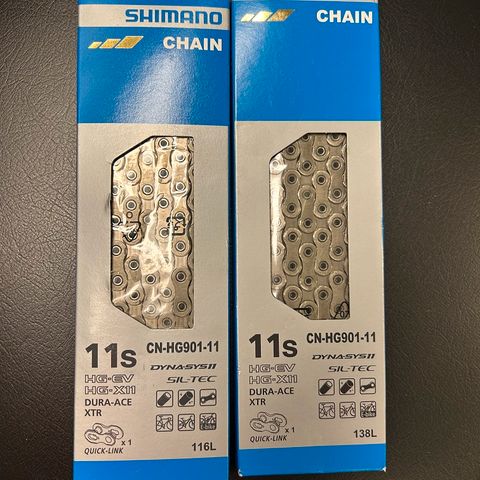 SHIMANO
CHAIN
11s
CN-HG901-11
DYNA-SYS11
HG-EV
HG-X11
SIL-TEC
DURA-ACE
XTR
x 1
QUICK-LINK
116L
CHAIN
11s
CN-HG901-11
DYNA-SYS11
HG-EV
HG-X11
SIL-TEC
DURA-ACE
XTR
x 1
QUICK-LINK
138L